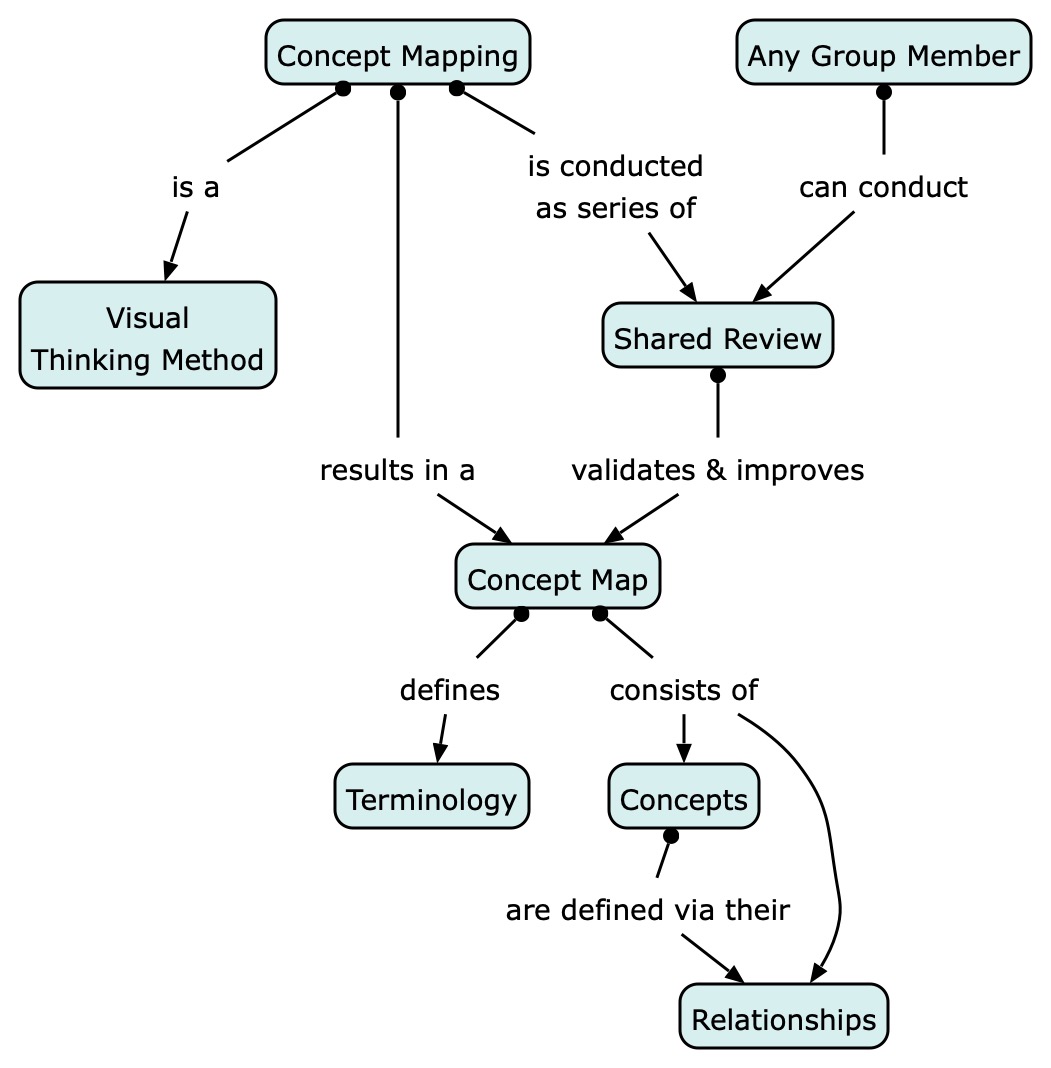 Concept Mapping
Any Group Member
is conducted
as series of
is a
can conduct
Visual
Thinking Method
Shared Review
results in a
validates & improves
Concept Map
defines
consists of
Terminology
Concepts
are defined via their
Relationships